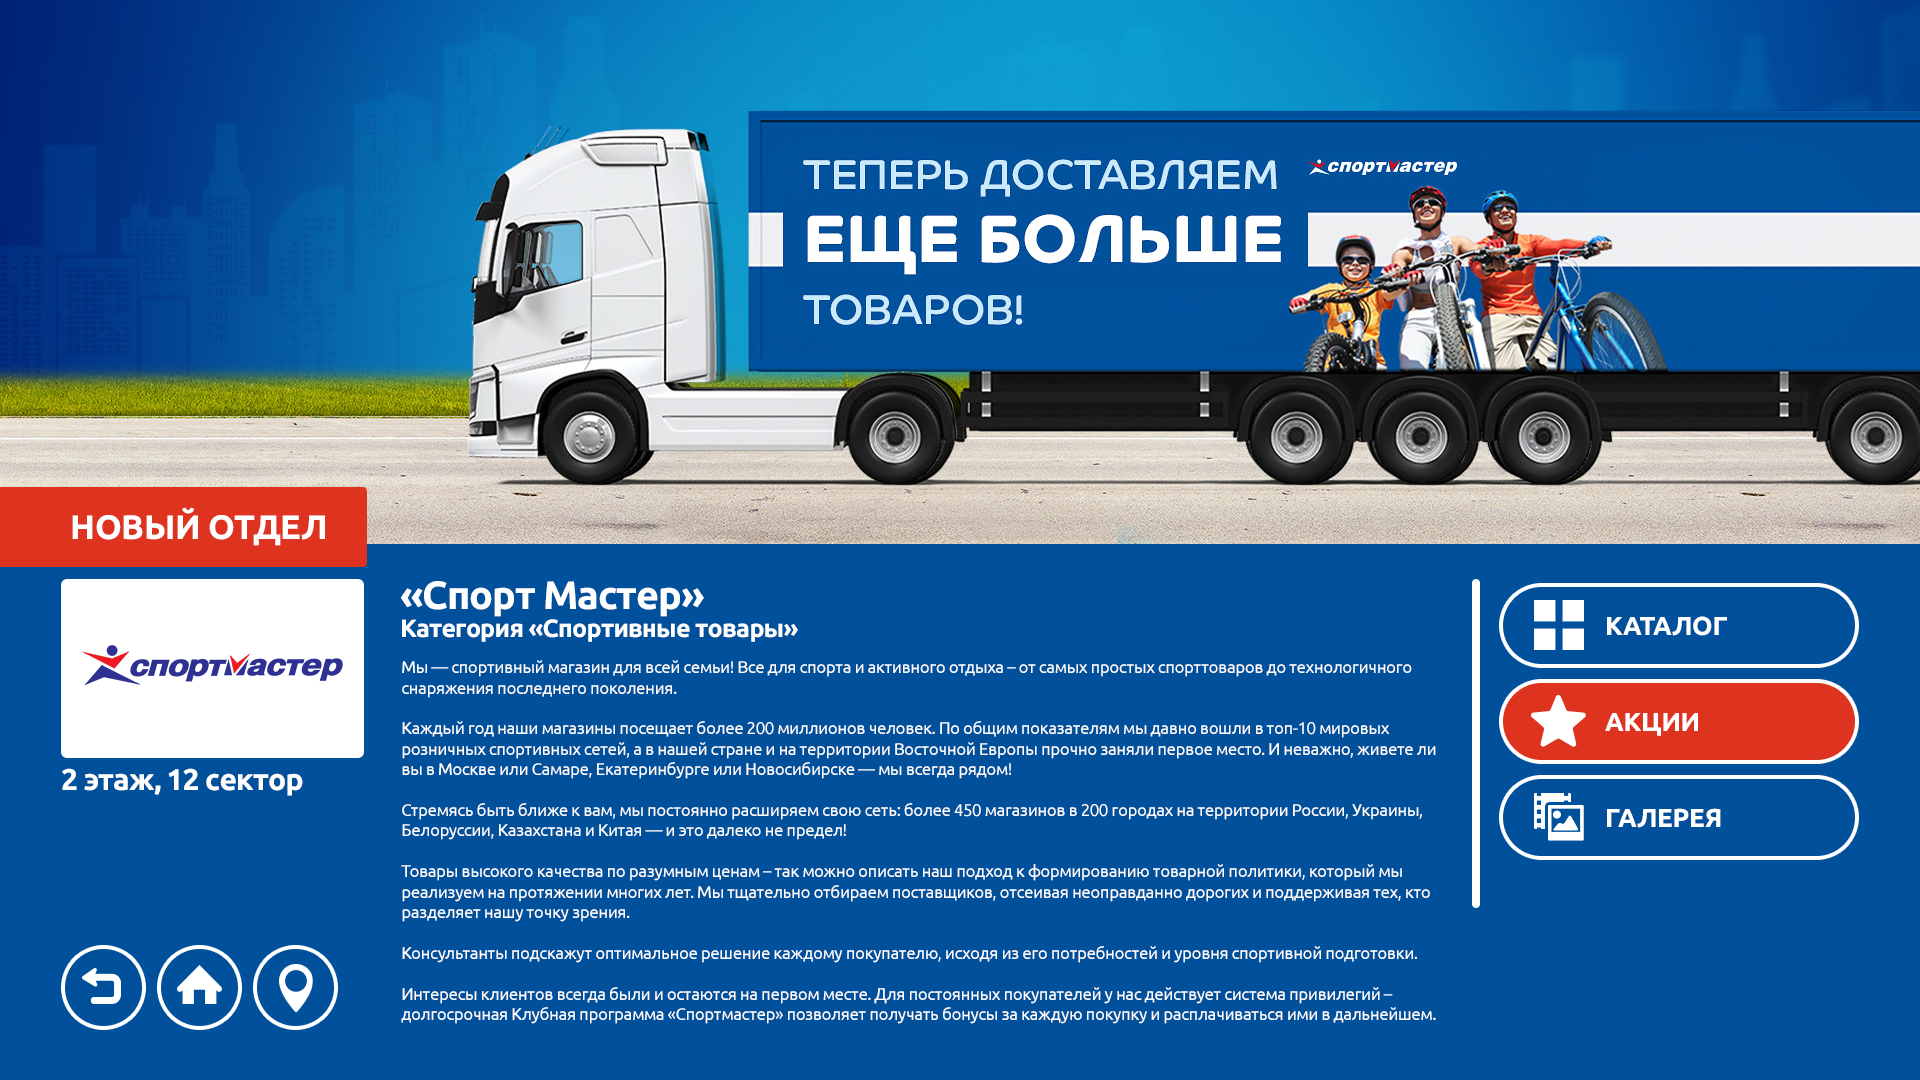 ТЕПЕРЬ ДОСТАВЛЯЕМ
ЕЩЕ БОЛЬШЕ
ТОВАРОВ!
спортмастер
НОВЫЙ ОТДЕЛ
спортмастер
2 этаж, 12 сектор
«Спорт Мастер»
Категория «Спортивные товары»
Мы — спортивный магазин для всей семьи! Все для спорта и активного отдыха – от самых простых спорттоваров до технологичного
снаряжения последнего поколения.
Каждый год наши магазины посещает более 200 миллионов человек. По общим показателям мы давно вошли в топ-10 мировых
розничных спортивных сетей, а в нашей стране и на территории Восточной Европы прочно заняли первое место. И неважно, живете ли
вы в Москве или Самаре, Екатеринбурге или Новосибирске — мы всегда рядом!
Стремясь быть ближе к вам, мы постоянно расширяем свою сеть: более 450 магазинов в 200 городах на территории России, Украины,
Белоруссии, Казахстана и Китая — и это далеко не предел!
Товары высокого качества по разумным ценам – так можно описать наш подход к формированию товарной политики, который мы
реализуем на протяжении многих лет. Мы тщательно отбираем поставщиков, отсеивая неоправданно дорогих и поддерживая тех, кто
разделяет нашу точку зрения.
Консультанты подскажут оптимальное решение каждому покупателю, исходя из его потребностей и уровня спортивной подготовки.
Интересы клиентов всегда были и остаются на первом месте. Для постоянных покупателей у нас действует система привилегий –
долгосрочная Клубная программа «Спортмастер» позволяет получать бонусы за каждую покупку и расплачиваться ими в дальнейшем.
КАТАЛОГ
АКЦИИ
ГАЛЕРЕЯ